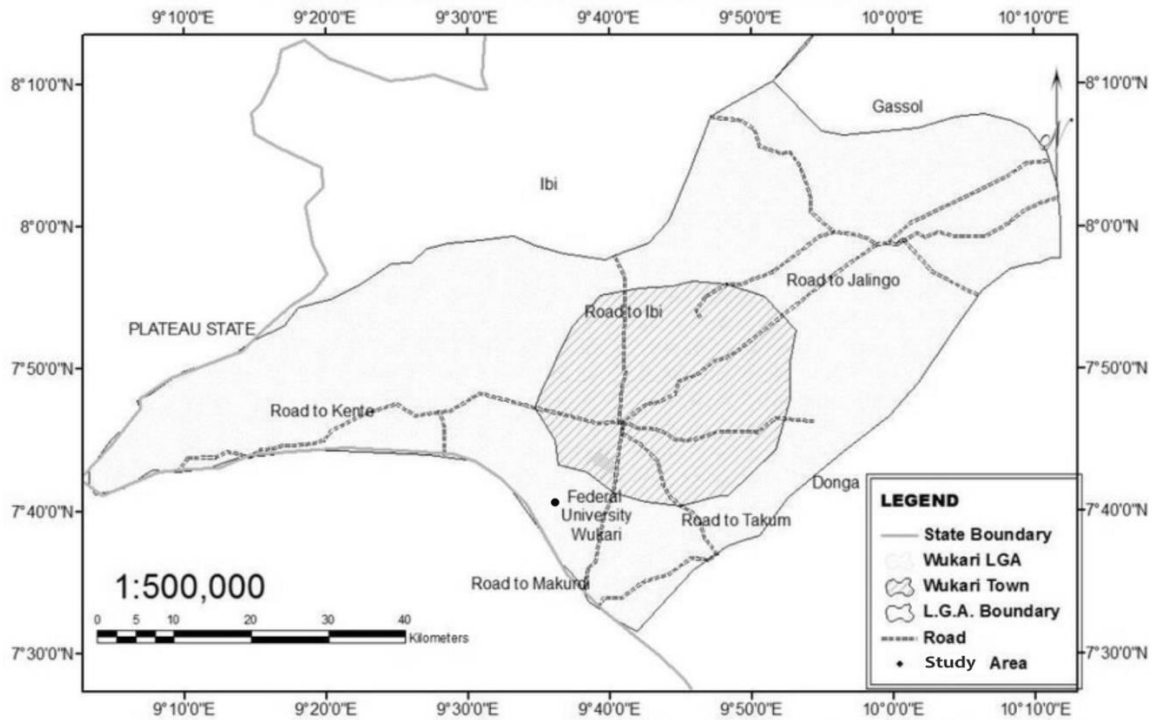 9°10'0"E 9°20'0"E 9°30'0"E 9°40'0"E 9°50'0"E 10°0'0"E 10°10'0"E
8°10'0"N 8°10'0"N
Gassol
Ibi
8°0'0"N 8°0'0"N
Road to Jalingo
Road to Ibi
PLATEAU STATE
7°50'0"N 7°50'0"N
Road to Kente
Donga
7°40'0"N 7°40'0"N
Federal
University
Wukari
Road to Takum
Road to Makurdi
1:500,000
0 5 10 20 30 40
Kilometers
LEGEND
State Boundary
Wukari LGA
Wukari Town
L.G.A. Boundary
Road
Study Area
7°30'0"N 7°30'0"N
9°10'0"E 9°20'0"E 9°30'0"E 9°40'0"E 9°50'0"E 10°0'0"E 10°10'0"E